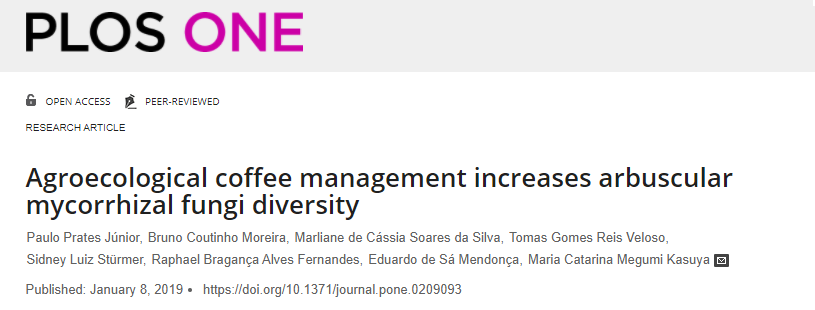 PLOS ONE
OPEN ACCESS PEER-REVIEWED
RESEARCH ARTICLE
Agroecological coffee management increases arbuscular
mycorrhizal fungi diversity
Paulo Prates Júnior, Bruno Coutinho Moreira, Marliane de Cássia Soares da Silva, Tomas Gomes Reis Veloso,
Sidney Luiz Stürmer, Raphael Bragança Alves Fernandes, Eduardo de Sá Mendonça, Maria Catarina Megumi Kasuya
Published: January 8, 2019 • https://doi.org/10.1371/journal.pone.0209093